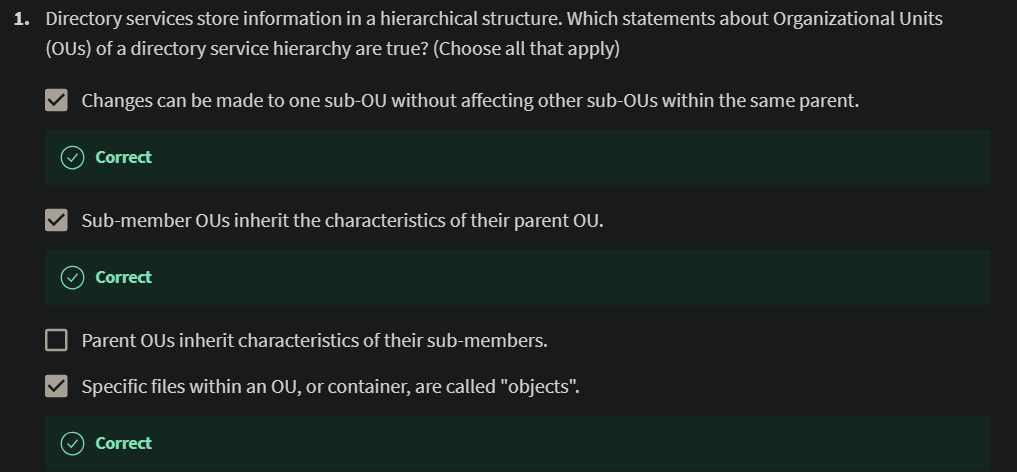 1. Directory services store information in a hierarchical structure. Which statements about Organizational Units
(OUs) of a directory service hierarchy are true? (Choose all that apply)
Changes can be made to one sub-OU without affecting other sub-OUs within the same parent.
Correct
Sub-member OUs inherit the characteristics of their parent OU.
Correct
Parent OUs inherit characteristics of their sub-members.
Specific files within an OU, or container, are called "objects".
Correct